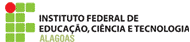 INSTITUTO FEDERAL DE
EDUCAÇÃO, CIÊNCIA E TECNOLOGIA
ALAGOAS